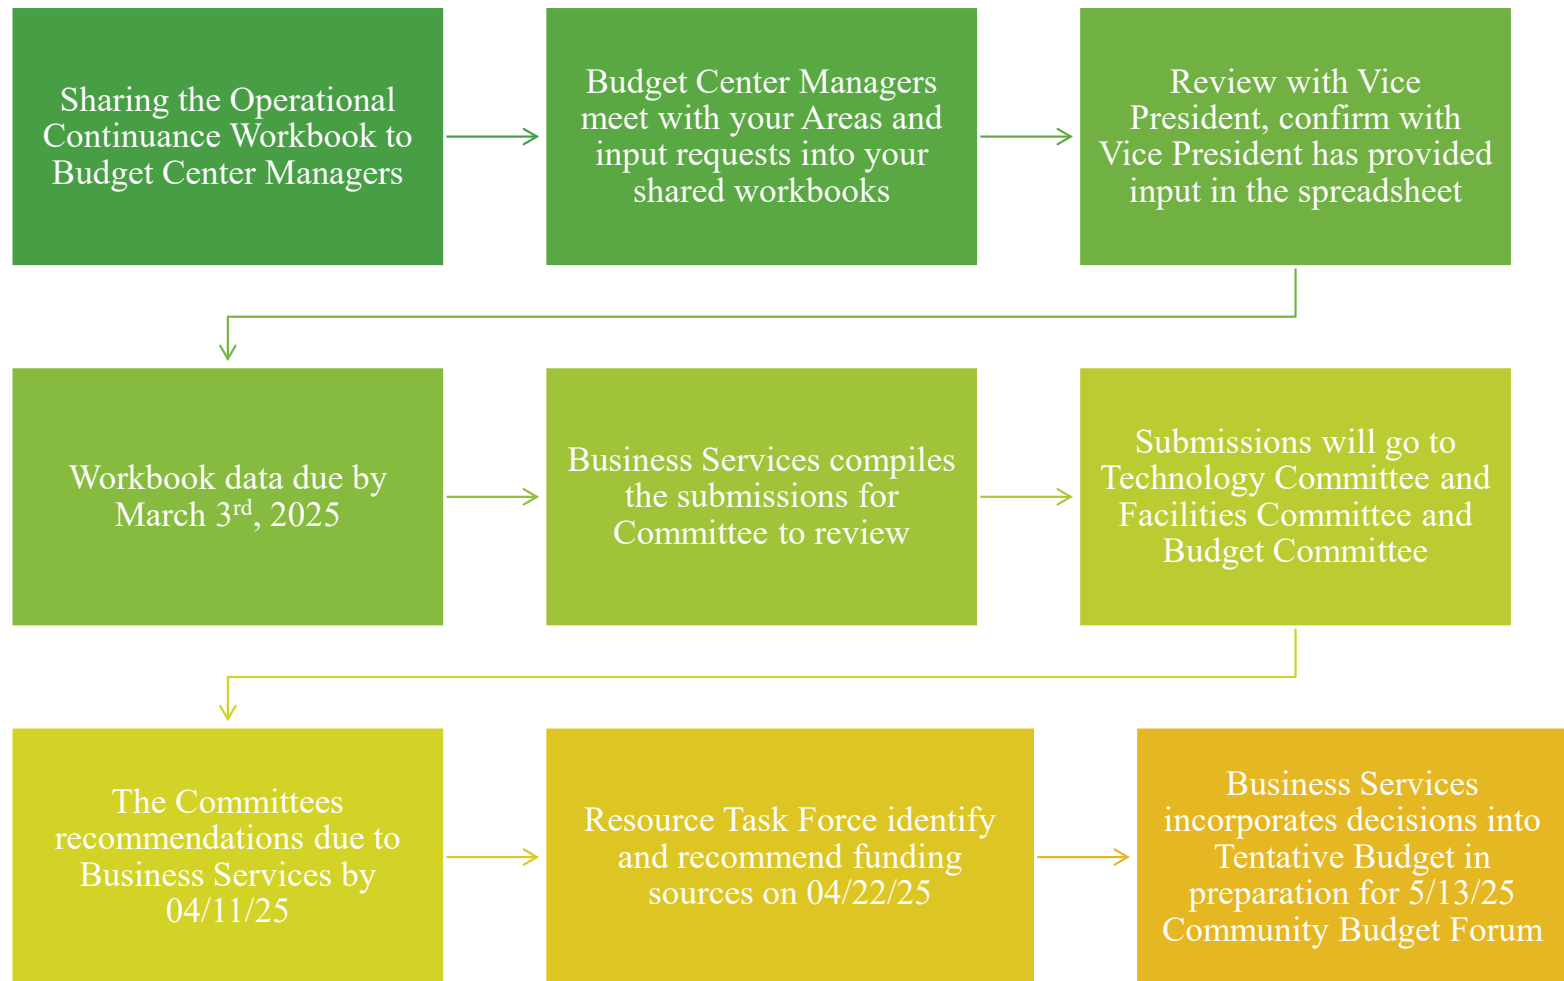 Sharing the Operational
Continuance Workbook to
Budget Center Managers
Budget Center Managers
meet with your Areas and
input requests into your
shared workbooks
Review with Vice
President, confirm with
Vice President has provided
input in the spreadsheet
Workbook data due by
March 3rd, 2025
Business Services compiles
the submissions for
Committee to review
Submissions will go to
Technology Committee and
Facilities Committee and
Budget Committee
The Committees
recommendations due to
Business Services by
04/11/25
Resource Task Force identify
and recommend funding
sources on 04/22/25
Business Services
incorporates decisions into
Tentative Budget in
preparation for 5/13/25
Community Budget Forum